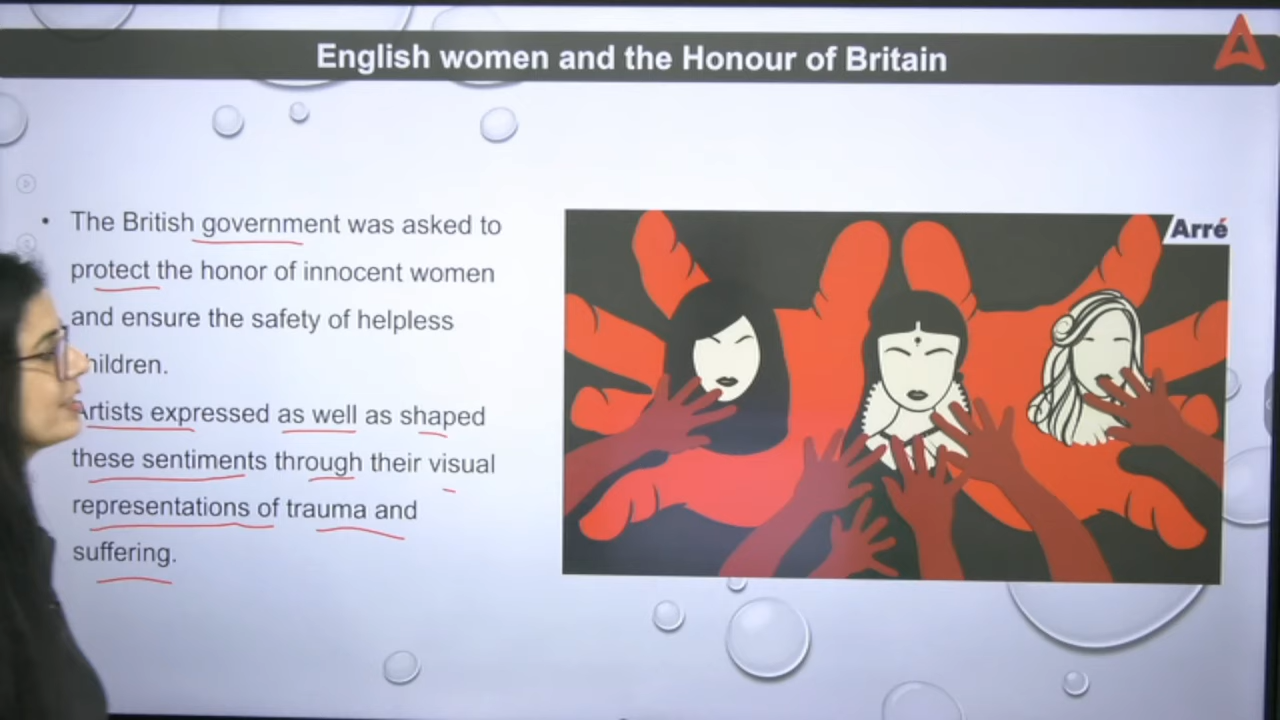 English women and the Honour of Britain
Arré
• The British government was asked to
protect the honor of innocent women
and ensure the safety of helpless
hildren.
Artists expressed as well as shaped
these sentiments through their visual
representations of trauma and
suffering.